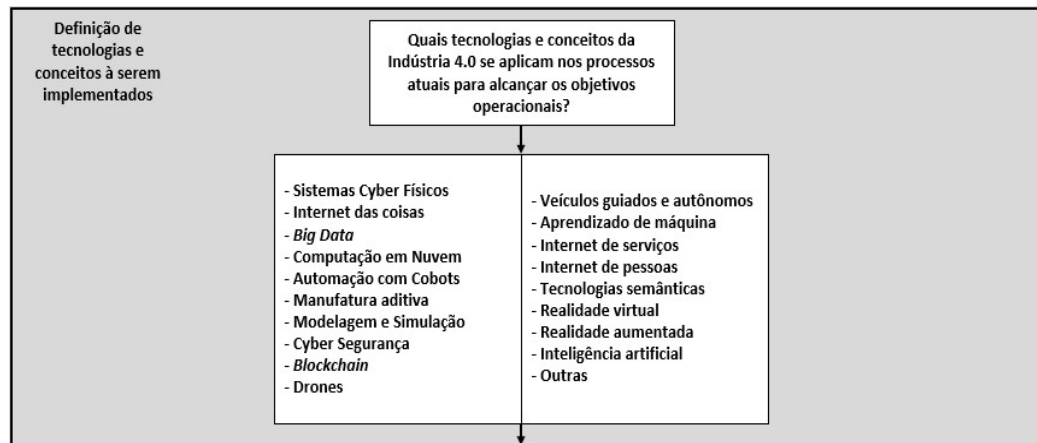 Definição de
tecnologias e
conceitos à serem
implementados
Quais tecnologias e conceitos da
Indústria 4.0 se aplicam nos processos
atuais para alcançar os objetivos
operacionais?
- Sistemas Cyber Físicos
- Internet das coisas
- Big Data
- Computação em Nuvem
- Automação com Cobots
- Manufatura aditiva
- Modelagem e Simulação
- Cyber Segurança
- Blockchain
- Drones
- Veículos guiados e autônomos
- Aprendizado de máquina
- Internet de serviços
- Internet de pessoas
- Tecnologias semânticas
- Realidade virtual
- Realidade aumentada
- Inteligência artificial
- Outras